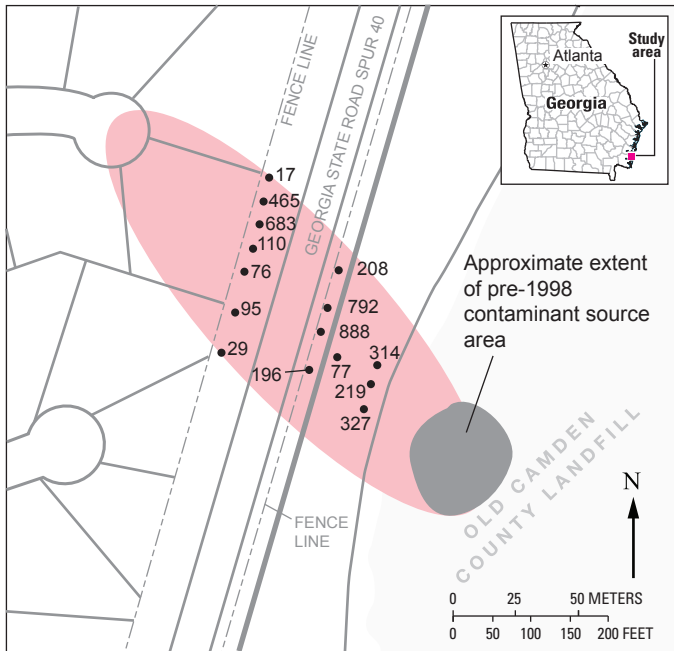 Study
area
Atlanta
Georgia
FENCE LINE
GEORGIA STATE ROAD SPUR 40
17
465
683
110
76
95
29
208
792
888
77
196
314
219
327
Approximate extent
of pre-1998
contaminant source
area
OLD CAMDEN
COUNTY LANDFILL
FENCE
LINE
N
0 25 50 METERS
0 50 100 150 200 FEET